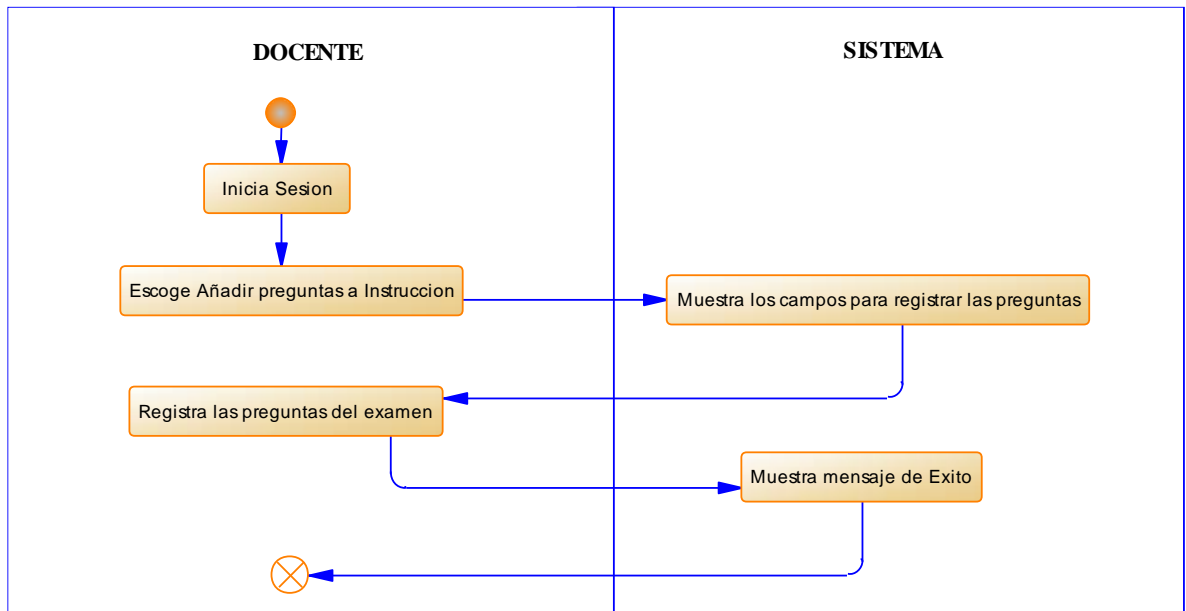 DOCENTE
SISTEMA
Inicia Sesion
Escoge Añadir preguntas a Instruccion
Muestra los campos para registrar las preguntas
Registra las preguntas del examen
Muestra mensaje de Exito